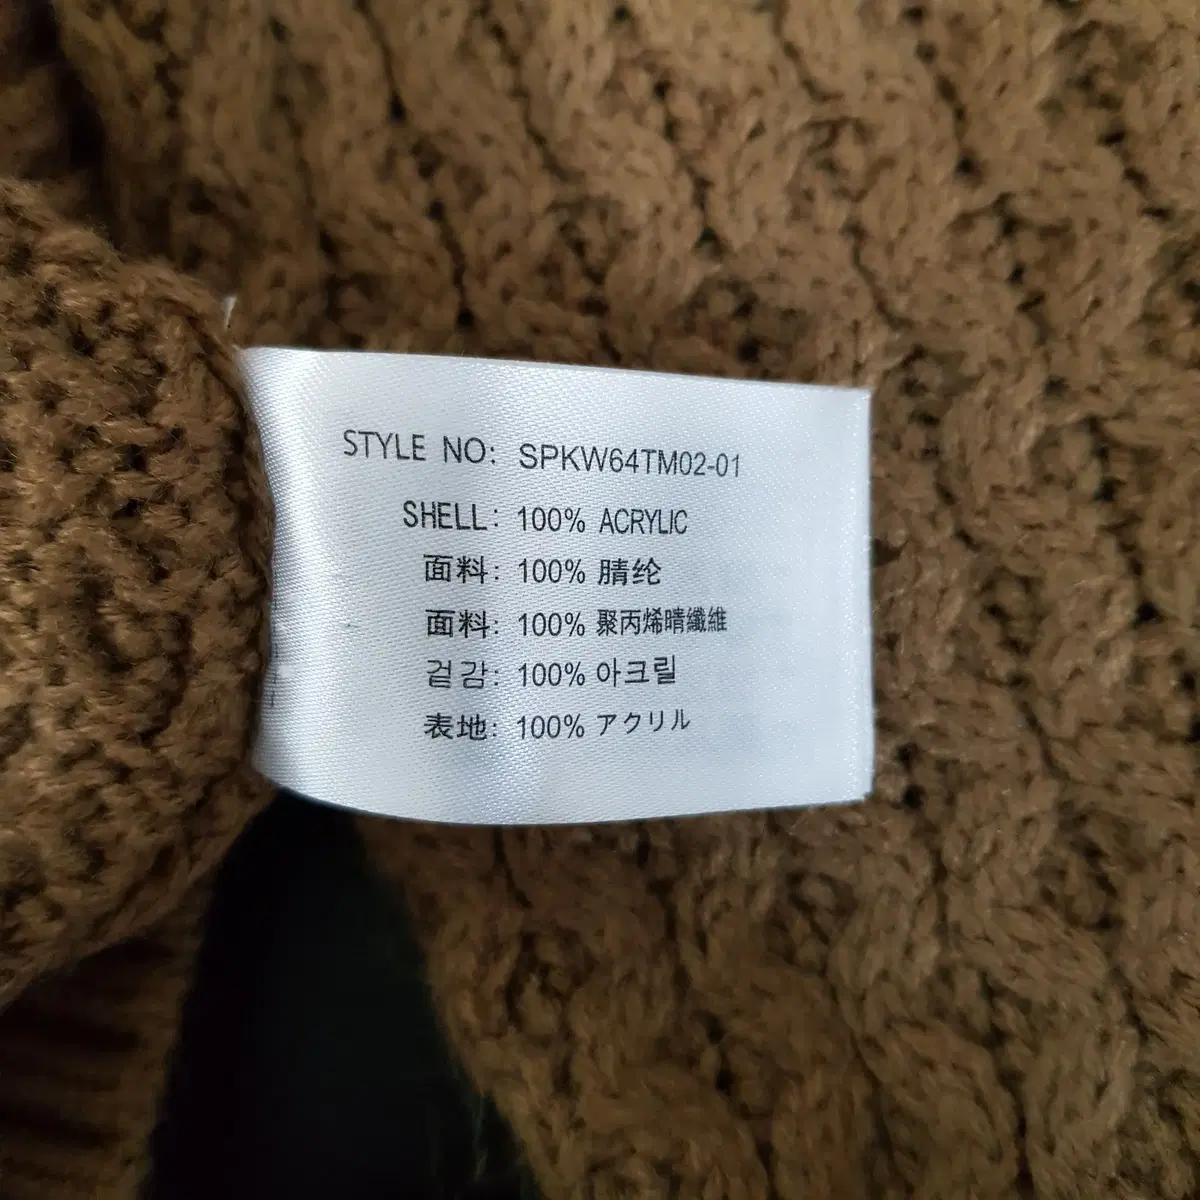 STYLE NO: SPKW64TM02-01
SHELL: 100% ACRYLIC
面料: 100% 腈纶
面料: 100% 聚丙烯晴纖維
겉감: 100% 아크릴
表地: 100% アクリル